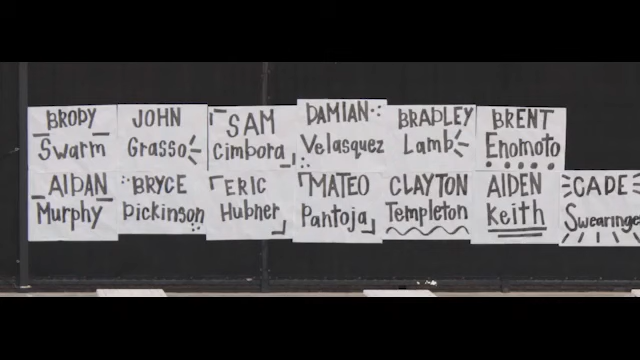 BRODY Swarm
JOHN Grasso
SAM Cimbora
DAMIAN Velasquez
BRADLEY Lamb
BRENT Enomoto
AIDAN Murphy
BRYCE Dickinson
ERIC Hubner
MATEO Pantoja
CLAYTON Templeton
AIDEN Keith
CADE Swearinge